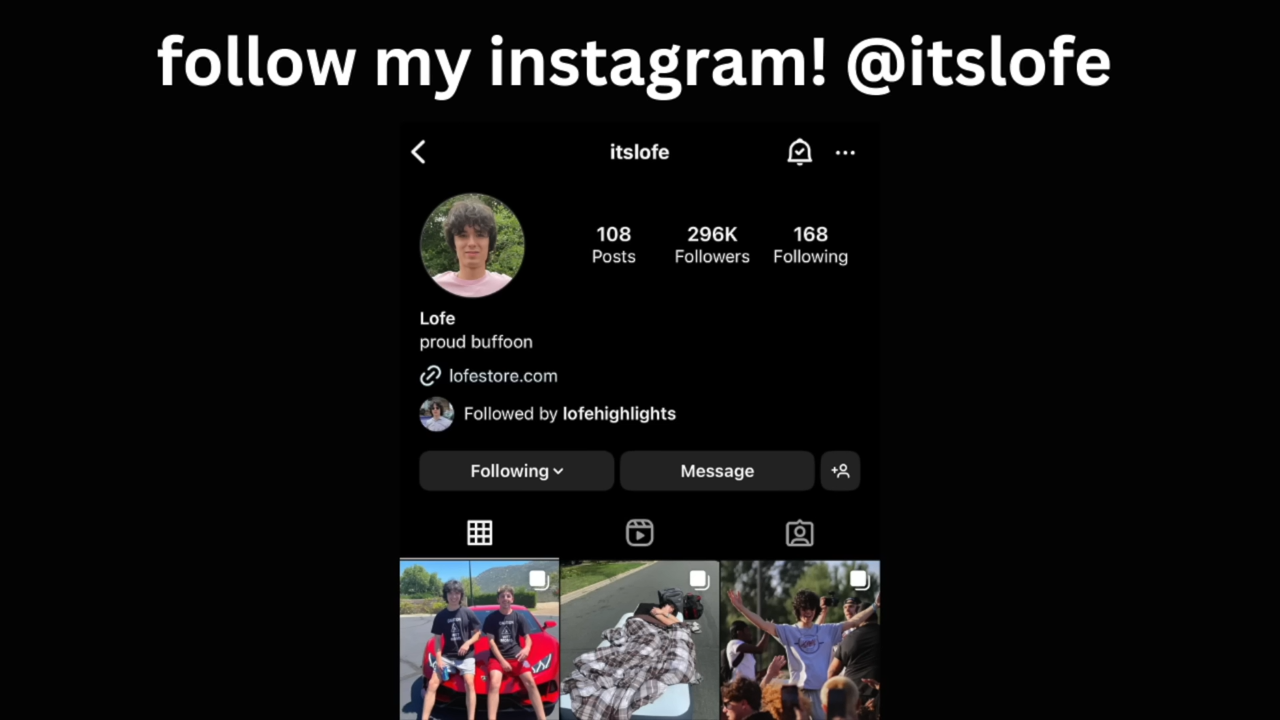 follow my instagram! @itslofe
itslofe
108 296K 168
Posts Followers Following
Lofe
proud buffoon
lofestore.com
Followed by lofehighlights
Following Message